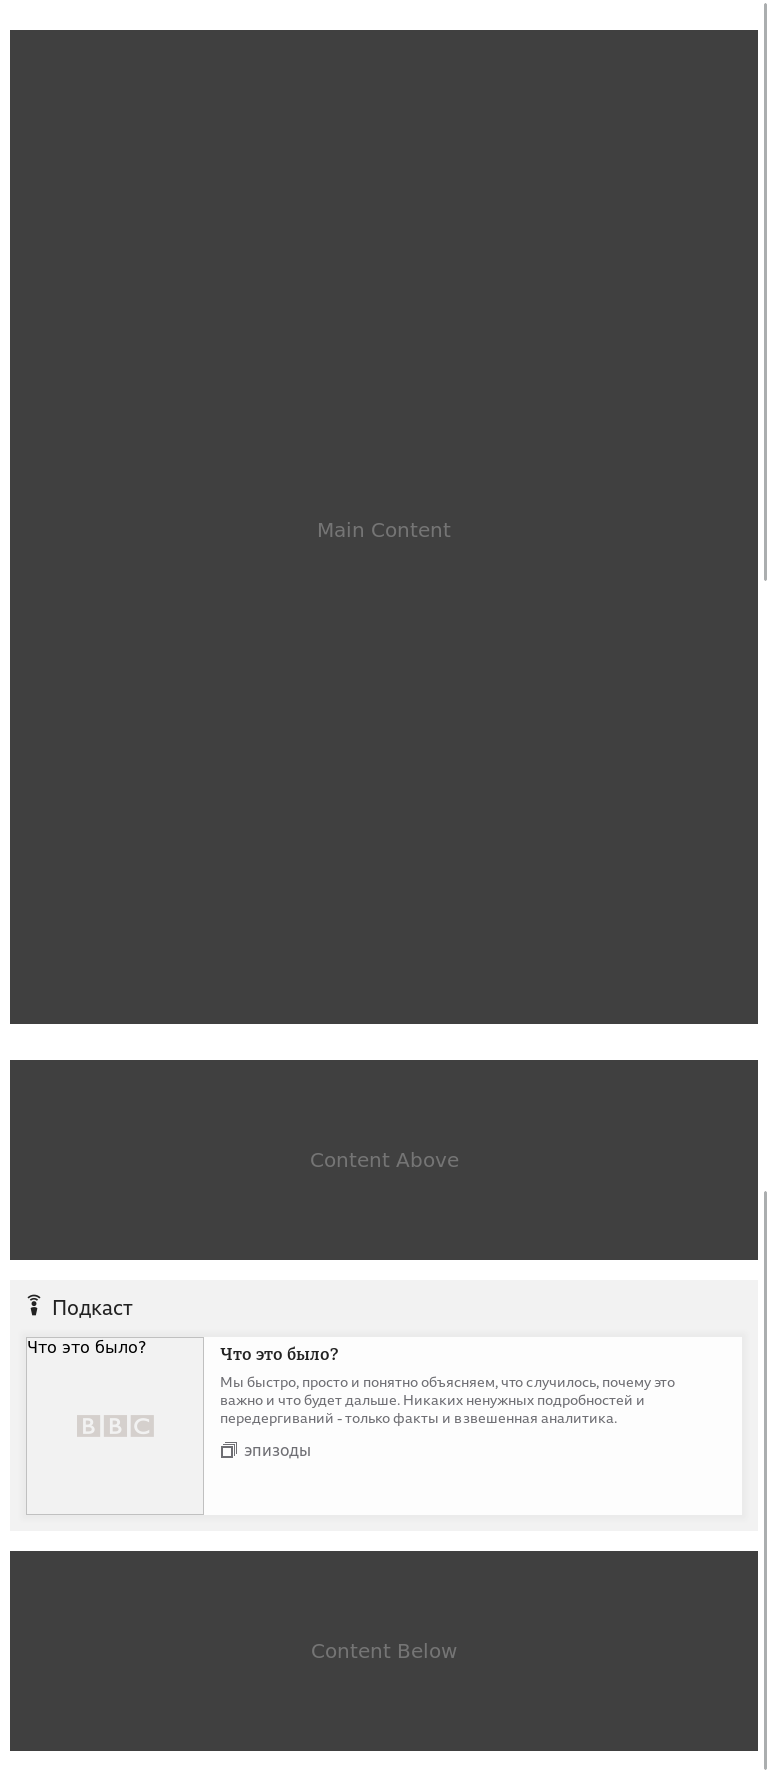 Main Content
Content Above
Подкаст
Что это было?
BBC
Что это было?
Мы быстро, просто и понятно объясняем, что случилось, почему это
важно и что будет дальше. Никаких ненужных подробностей и
передергиваний - только факты и взвешенная аналитика.
эпизоды
Content Below